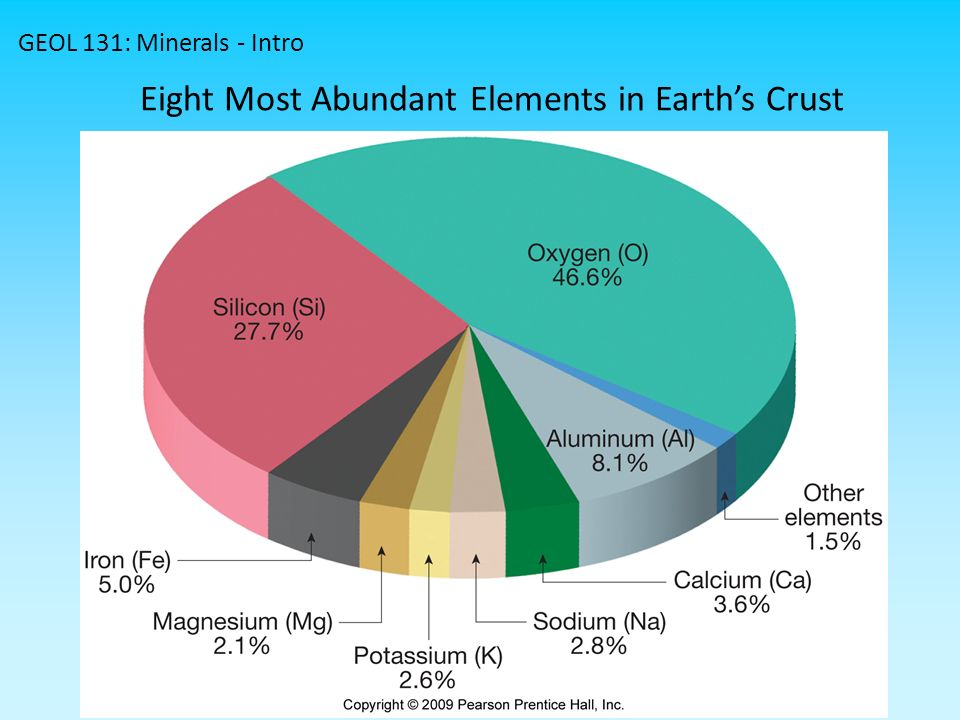 GEOL 131: Minerals - Intro
Eight Most Abundant Elements in Earth’s Crust
Oxygen (O)
46.6%
Silicon (Si)
27.7%
Aluminum (Al)
8.1%
Other
elements
1.5%
Iron (Fe)
5.0%
Calcium (Ca)
3.6%
Magnesium (Mg)
2.1%
Sodium (Na)
2.8%
Potassium (K)
2.6%
Copyright © 2009 Pearson Prentice Hall, Inc.